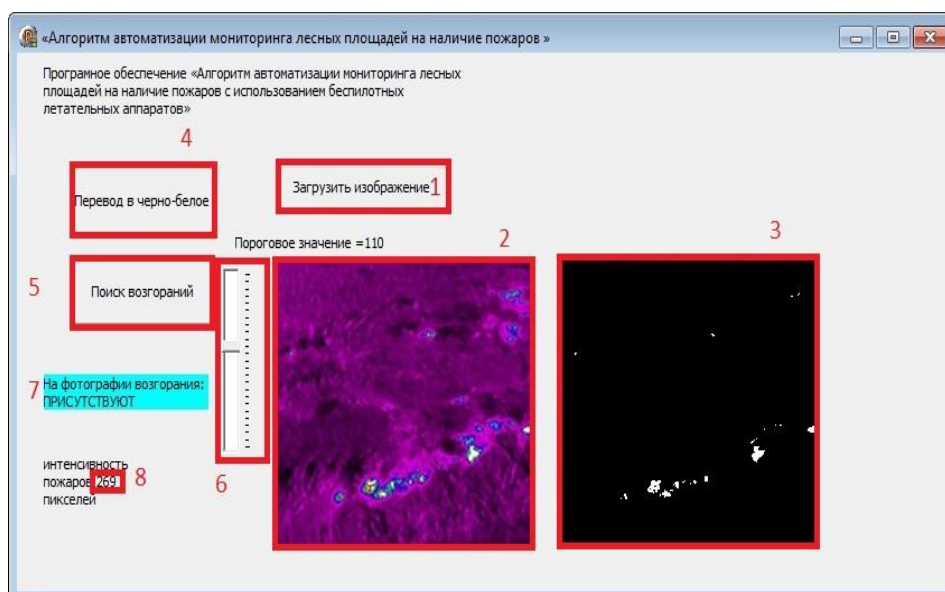 «Алгоритм автоматизации мониторинга лесных площадей на наличие пожаров »
Програмное обеспечение «Алгоритм автоматизации мониторинга лесных
площадей на наличие пожаров с использованием беспилотных
летательных аппаратов»
4
Перевод в черно-белое
Загрузить изображение 1
Пороговое значение =110
2
3
5
Поиск возгораний
7
На фотографии возгорания:
ПРИСУТСТВУЮТ
интенсивность
пожаров 269
пикселей
8
6